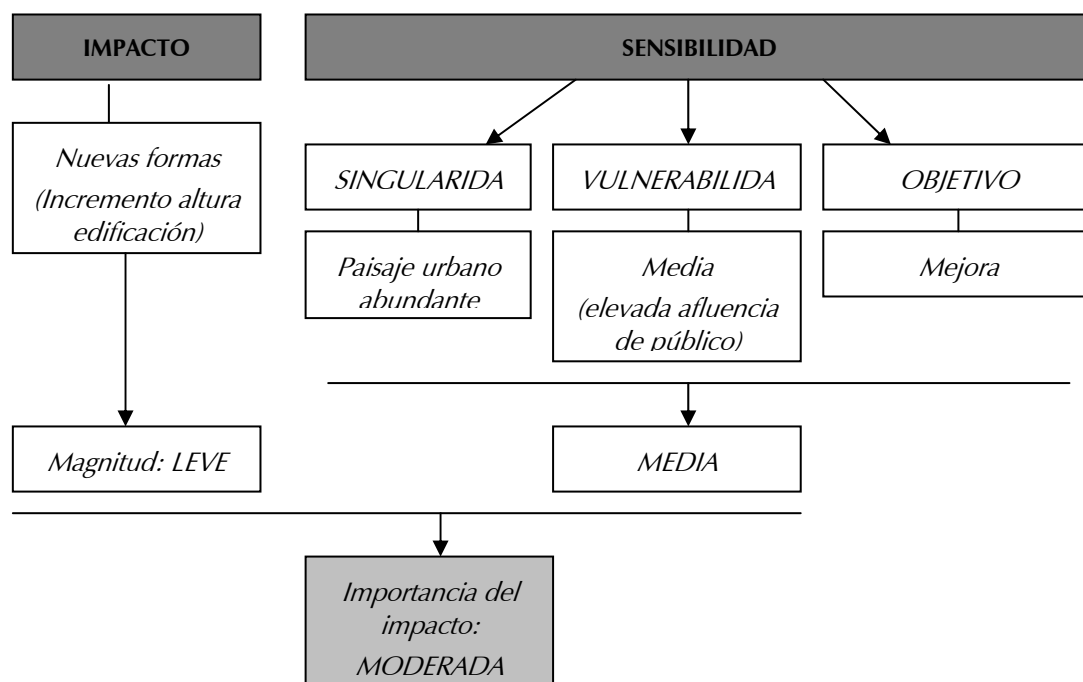 IMPACTO
SENSIBILIDAD
Nuevas formas
(Incremento altura
edificación)
SINGULARIDA
VULNERABILIDA
OBJETIVO
Paisaje urbano
abundante
Media
(elevada afluencia
de público)
Mejora
Magnitud: LEVE
MEDIA
Importancia del
impacto:
MODERADA